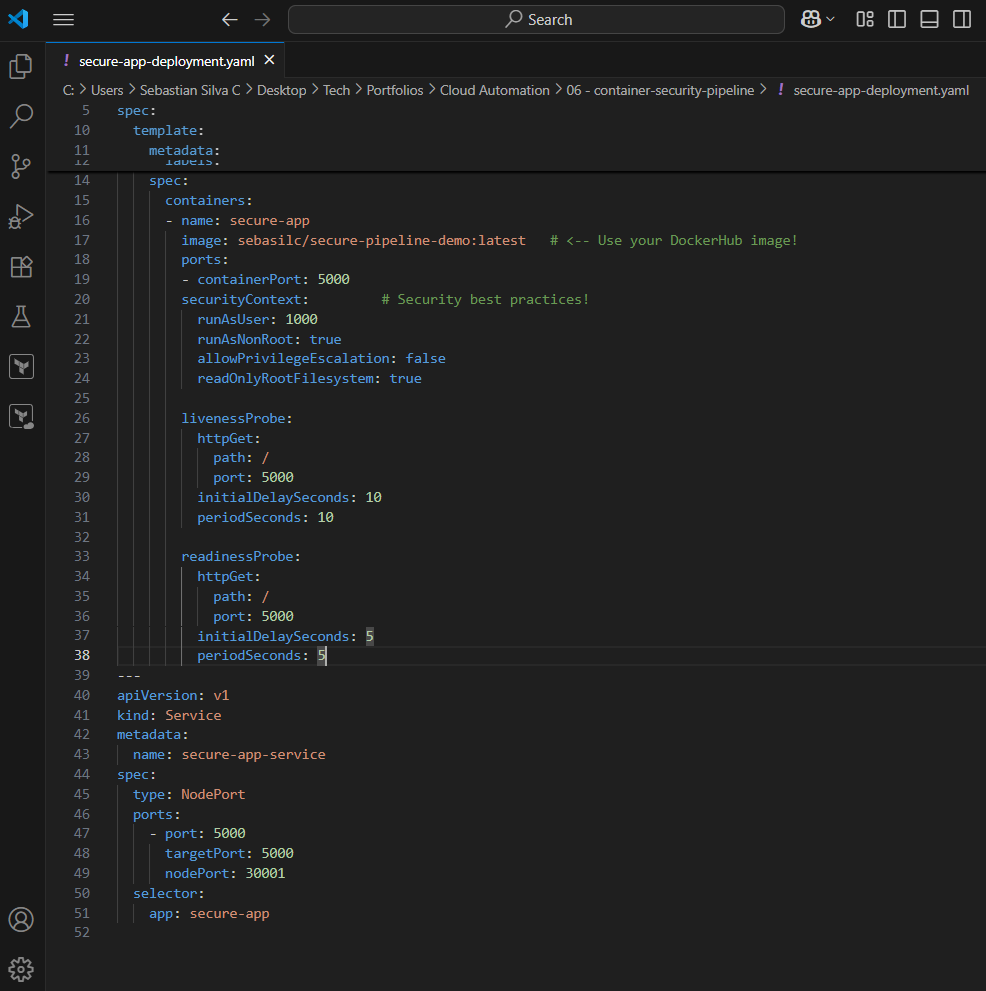 Search
! secure-app-deployment.yaml ×
C: > Users > Sebastian Silva C > Desktop > Tech > Portfolios > Cloud Automation > 06 - container-security-pipeline > ! secure-app-deployment.yaml
5 spec:
10   template:
11     metadata:
12       labels:
14     spec:
15       containers:
16       - name: secure-app
17         image: sebasilc/secure-pipeline-demo:latest   # <-- Use your DockerHub image!
18         ports:
19         - containerPort: 5000
20         securityContext:         # Security best practices!
21           runAsUser: 1000
22           runAsNonRoot: true
23           allowPrivilegeEscalation: false
24           readOnlyRootFilesystem: true
25
26         livenessProbe:
27           httpGet:
28             path: /
29             port: 5000
30           initialDelaySeconds: 10
31           periodSeconds: 10
32
33         readinessProbe:
34           httpGet:
35             path: /
36             port: 5000
37           initialDelaySeconds: 5
38           periodSeconds: 5
39 ---
40 apiVersion: v1
41 kind: Service
42 metadata:
43   name: secure-app-service
44 spec:
45   type: NodePort
46   ports:
47     - port: 5000
48       targetPort: 5000
49       nodePort: 30001
50   selector:
51     app: secure-app
52